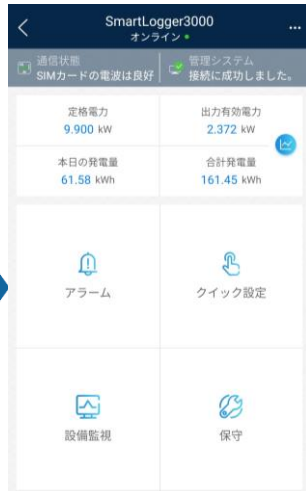 SmartLogger3000
オンライン
通信状態
SIMカードの電波は良好
管理システム
接続に成功しました。
定格電力
9.900 kW
出力有効電力
2.372 kW
本日の発電量
61.58 kWh
合計発電量
161.45 kWh
アラーム
クイック設定
設備監視
保守